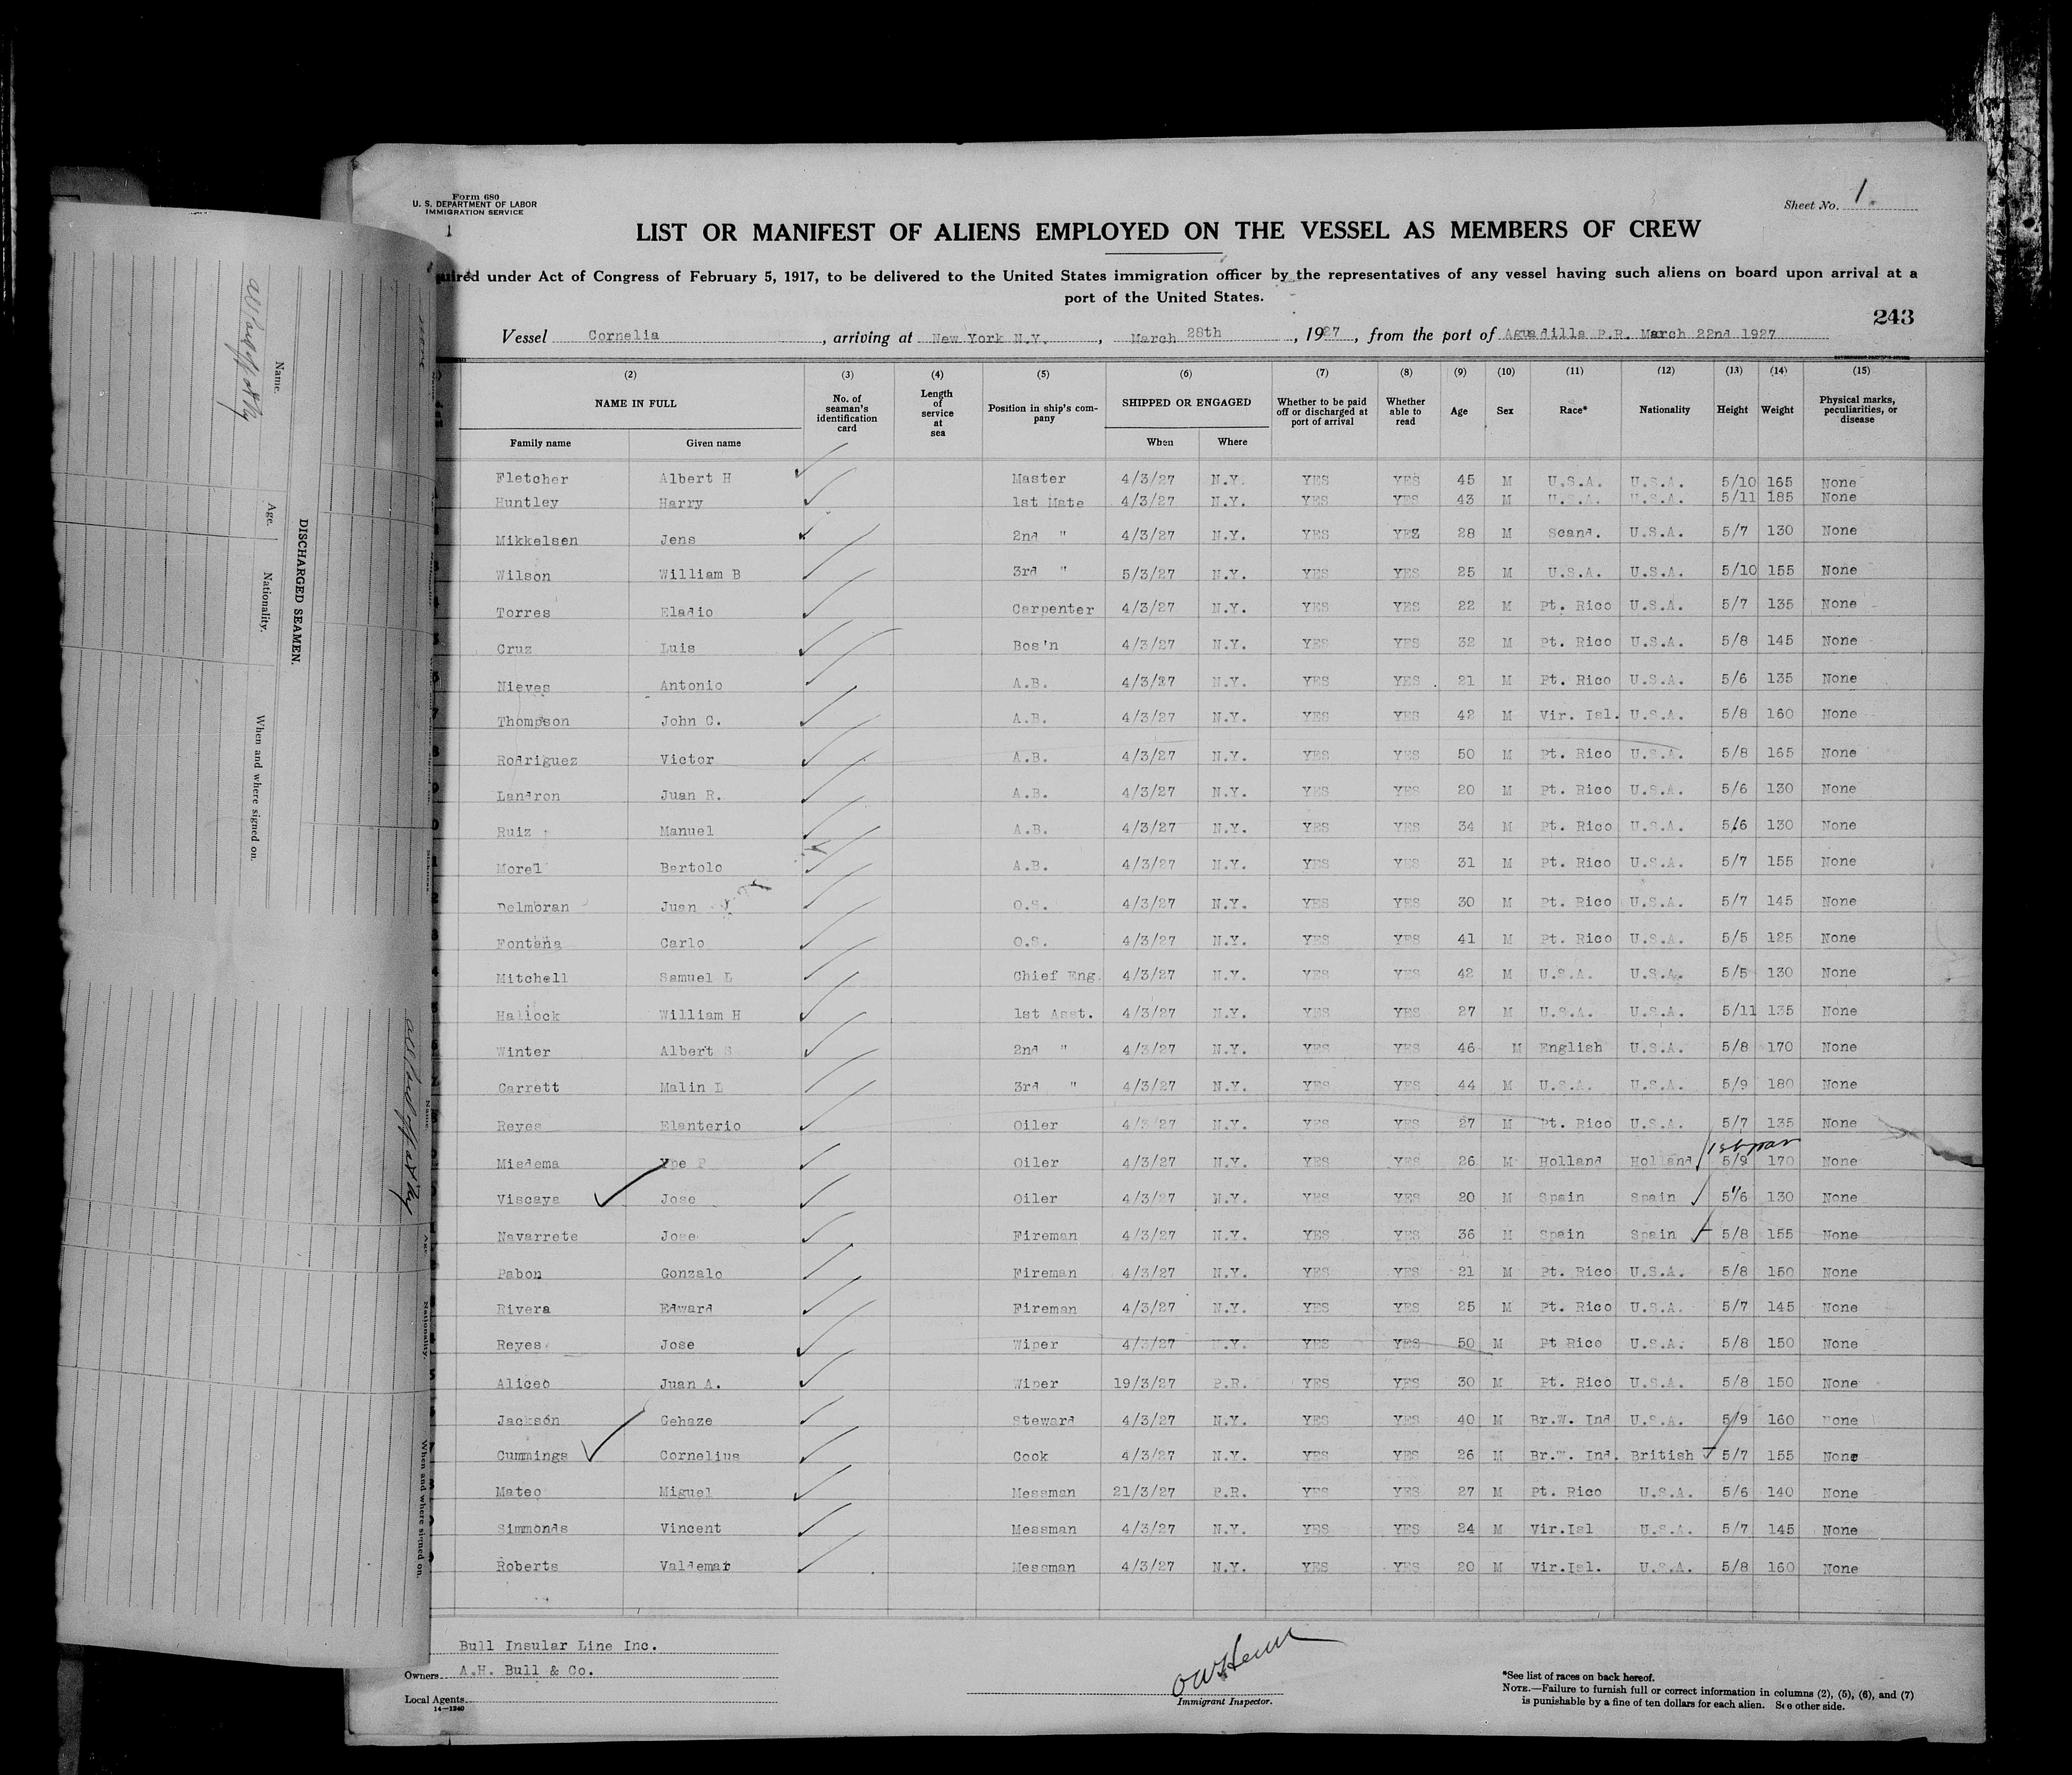 Form 680
U. S. DEPARTMENT OF LABOR
IMMIGRATION SERVICE
1
Sheet No. 1.
LIST OR MANIFEST OF ALIENS EMPLOYED ON THE VESSEL AS MEMBERS OF CREW
uired under Act of Congress of February 5, 1917, to be delivered to the United States immigration officer by the representatives of any vessel having such aliens on board upon arrival at a
port of the United States.
243
Vessel Cornelia, arriving at New York N.Y., March 28th, 1927, from the port of Aguadilla P.R. March 22nd 1927
(2) (3) (4) (5) (6) (7) (8) (9) (10) (11) (12) (13) (14) (15)
NAME IN FULL No. of seaman's identification card Length of service at sea Position in ship's company SHIPPED OR ENGAGED Whether to be paid off or discharged at port of arrival Whether able to read Age Sex Race* Nationality Height Weight Physical marks, peculiarities, or disease
Family name Given name When Where
Fletcher Albert H Master 4/3/27 N.Y. YES YES 45 M U.S.A. U.S.A. 5/10 165 None
Huntley Harry 1st Mate 4/3/27 N.Y. YES YES 43 M U.S.A. U.S.A. 5/11 185 None
Mikkelsen Jens 2nd " 4/3/27 N.Y. YES YEZ 28 M Scand. U.S.A. 5/7 130 None
Wilson William B 3rd " 5/3/27 N.Y. YES YES 25 M U.S.A. U.S.A. 5/10 155 None
Torres Eladio Carpenter 4/3/27 N.Y. YES YES 22 M Pt. Rico U.S.A. 5/7 135 None
Cruz Luis Bos'n 4/3/27 N.Y. YES YES 32 M Pt. Rico U.S.A. 5/8 145 None
Nieves Antonio A.B. 4/3/27 N.Y. YES YES 21 M Pt. Rico U.S.A. 5/6 135 None
Thompson John C. A.B. 4/3/27 N.Y. YES YES 42 M Vir. Isl. U.S.A. 5/8 160 None
Rodriguez Victor A.B. 4/3/27 N.Y. YES YES 50 M Pt. Rico U.S.A. 5/8 165 None
Landron Juan R. A.B. 4/3/27 N.Y. YES YES 20 M Pt. Rico U.S.A. 5/6 130 None
Ruiz Manuel A.B. 4/3/27 N.Y. YES YES 34 M Pt. Rico U.S.A. 5/6 130 None
Morel Bartolo A.B. 4/3/27 N.Y. YES YES 31 M Pt. Rico U.S.A. 5/7 155 None
Delmoran Juan O.S. 4/3/27 N.Y. YES YES 30 M Pt. Rico U.S.A. 5/7 145 None
Fontana Carlo O.S. 4/3/27 N.Y. YES YES 41 M Pt. Rico U.S.A. 5/5 125 None
Mitchell Samuel L Chief Eng. 4/3/27 N.Y. YES YES 42 M U.S.A. U.S.A. 5/5 130 None
Hallock William H 1st Asst. 4/3/27 N.Y. YES YES 27 M U.S.A. U.S.A. 5/11 135 None
Winter Albert S 2nd " 4/3/27 N.Y. YES YES 46 M English U.S.A. 5/8 170 None
Garrett Malin L 3rd " 4/3/27 N.Y. YES YES 44 M U.S.A. U.S.A. 5/9 180 None
Reyes Elanterio Oiler 4/3/27 N.Y. YES YES 27 M Pt. Rico U.S.A. 5/7 135 None
Miedema Ype P Oiler 4/3/27 N.Y. YES YES 26 M Holland Holland 5/9 170 None
Viscaya Jose Oiler 4/3/27 N.Y. YES YES 20 M Spain Spain 5/6 130 None
Navarrete Jose Fireman 4/3/27 N.Y. YES YES 36 M Spain Spain 5/8 155 None
Pabon Gonzalo Fireman 4/3/27 N.Y. YES YES 21 M Pt. Rico U.S.A. 5/8 150 None
Rivera Edward Fireman 4/3/27 N.Y. YES YES 25 M Pt. Rico U.S.A. 5/7 145 None
Reyes Jose Wiper 4/3/27 N.Y. YES YES 50 M Pt Rico U.S.A. 5/8 150 None
Aliceo Juan A. Wiper 19/3/27 P.R. YES YES 30 M Pt. Rico U.S.A. 5/8 150 None
Jackson Gehaze Steward 4/3/27 N.Y. YES YES 40 M Br.W. Ind U.S.A. 5/9 160 None
Cummings Cornelius Cook 4/3/27 N.Y. YES YES 26 M Br.W. Ind. British 5/7 155 None
Mateo Miguel Messman 21/3/27 P.R. YES YES 27 M Pt. Rico U.S.A. 5/6 140 None
Simmonds Vincent Messman 4/3/27 N.Y. YES YES 24 M Vir.Isl U.S.A. 5/7 145 None
Roberts Valdemar Messman 4/3/27 N.Y. YES YES 20 M Vir.Isl. U.S.A. 5/8 160 None
Bull Insular Line Inc.
Owners A.H. Bull & Co.
Local Agents
14—1240
Immigrant Inspector.
*See list of races on back hereof.
NOTE.—Failure to furnish full or correct information in columns (2), (5), (6), and (7)
is punishable by a fine of ten dollars for each alien. See other side.
DISCHARGED SEAMEN.
Name. Age. Nationality. When and where signed on.
Name. Age. Nationality. When and where signed on.